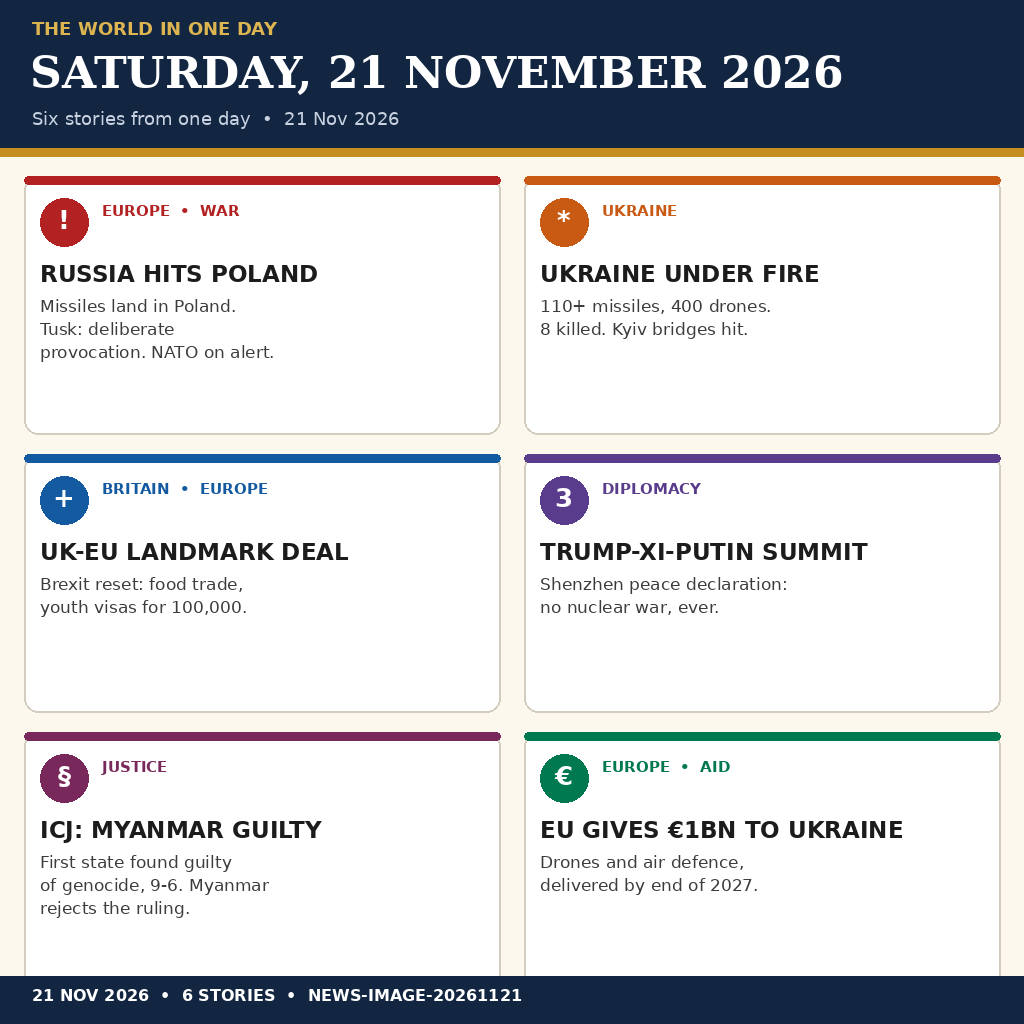 THE WORLD IN ONE DAY
SATURDAY, 21 NOVEMBER 2026
Six stories from one day • 21 Nov 2026
!
EUROPE • WAR
RUSSIA HITS POLAND
Missiles land in Poland.
Tusk: deliberate
provocation. NATO on alert.
*
UKRAINE
UKRAINE UNDER FIRE
110+ missiles, 400 drones.
8 killed. Kyiv bridges hit.
+
BRITAIN • EUROPE
UK-EU LANDMARK DEAL
Brexit reset: food trade,
youth visas for 100,000.
3
DIPLOMACY
TRUMP-XI-PUTIN SUMMIT
Shenzhen peace declaration:
no nuclear war, ever.
§
JUSTICE
ICJ: MYANMAR GUILTY
First state found guilty
of genocide, 9-6. Myanmar
rejects the ruling.
€
EUROPE • AID
EU GIVES €1BN TO UKRAINE
Drones and air defence,
delivered by end of 2027.
21 NOV 2026 • 6 STORIES • NEWS-IMAGE-20261121